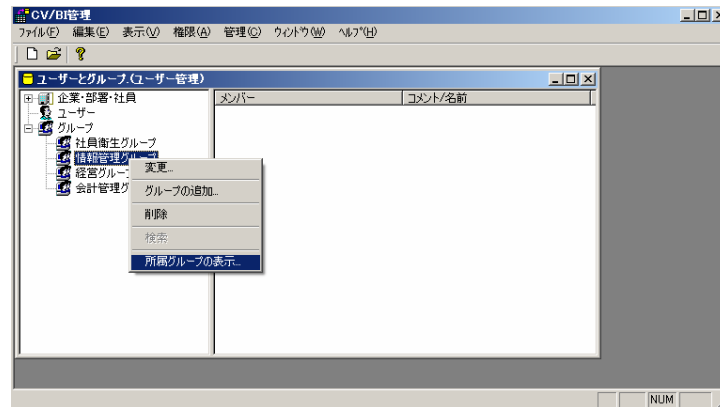 CV/BI管理
ファイル(F) 編集(E) 表示(V) 権限(A) 管理(C) ウィンドウ(W) ヘルプ(H)
ユーザーとグループ.(ユーザー管理)
企業・部署・社員
メンバー
コメント/名前
ユーザー
グループ
社員衛生グループ
情報管理グループ
経営グルー
会計管理グ
変更...
グループの追加...
削除
検索
所属グループの表示...
NUM